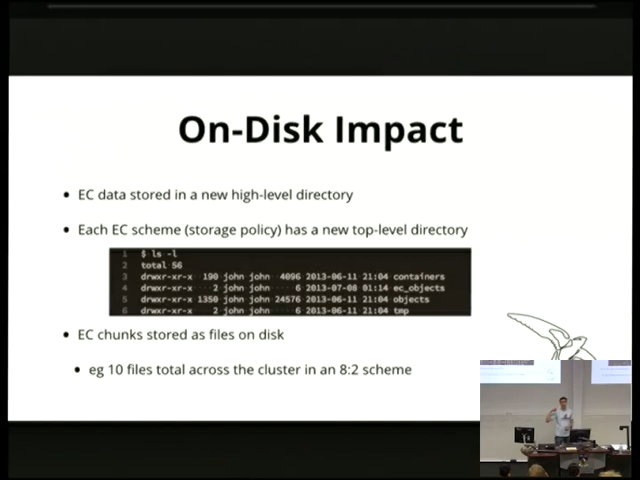 On-Disk Impact
EC data stored in a new high-level directory
Each EC scheme (storage policy) has a new top-level directory
1 $ ls -l
2 total 56
3 drwxr-xr-x 190 john john 4096 2013-06-11 21:04 containers
4 drwxr-xr-x 2 john john 6 2013-07-08 01:14 ec_objects
5 drwxr-xr-x 1350 john john 24576 2013-06-11 21:04 objects
6 drwxr-xr-x 2 john john 6 2013-06-11 21:04 tmp
EC chunks stored as files on disk
eg 10 files total across the cluster in an 8:2 scheme